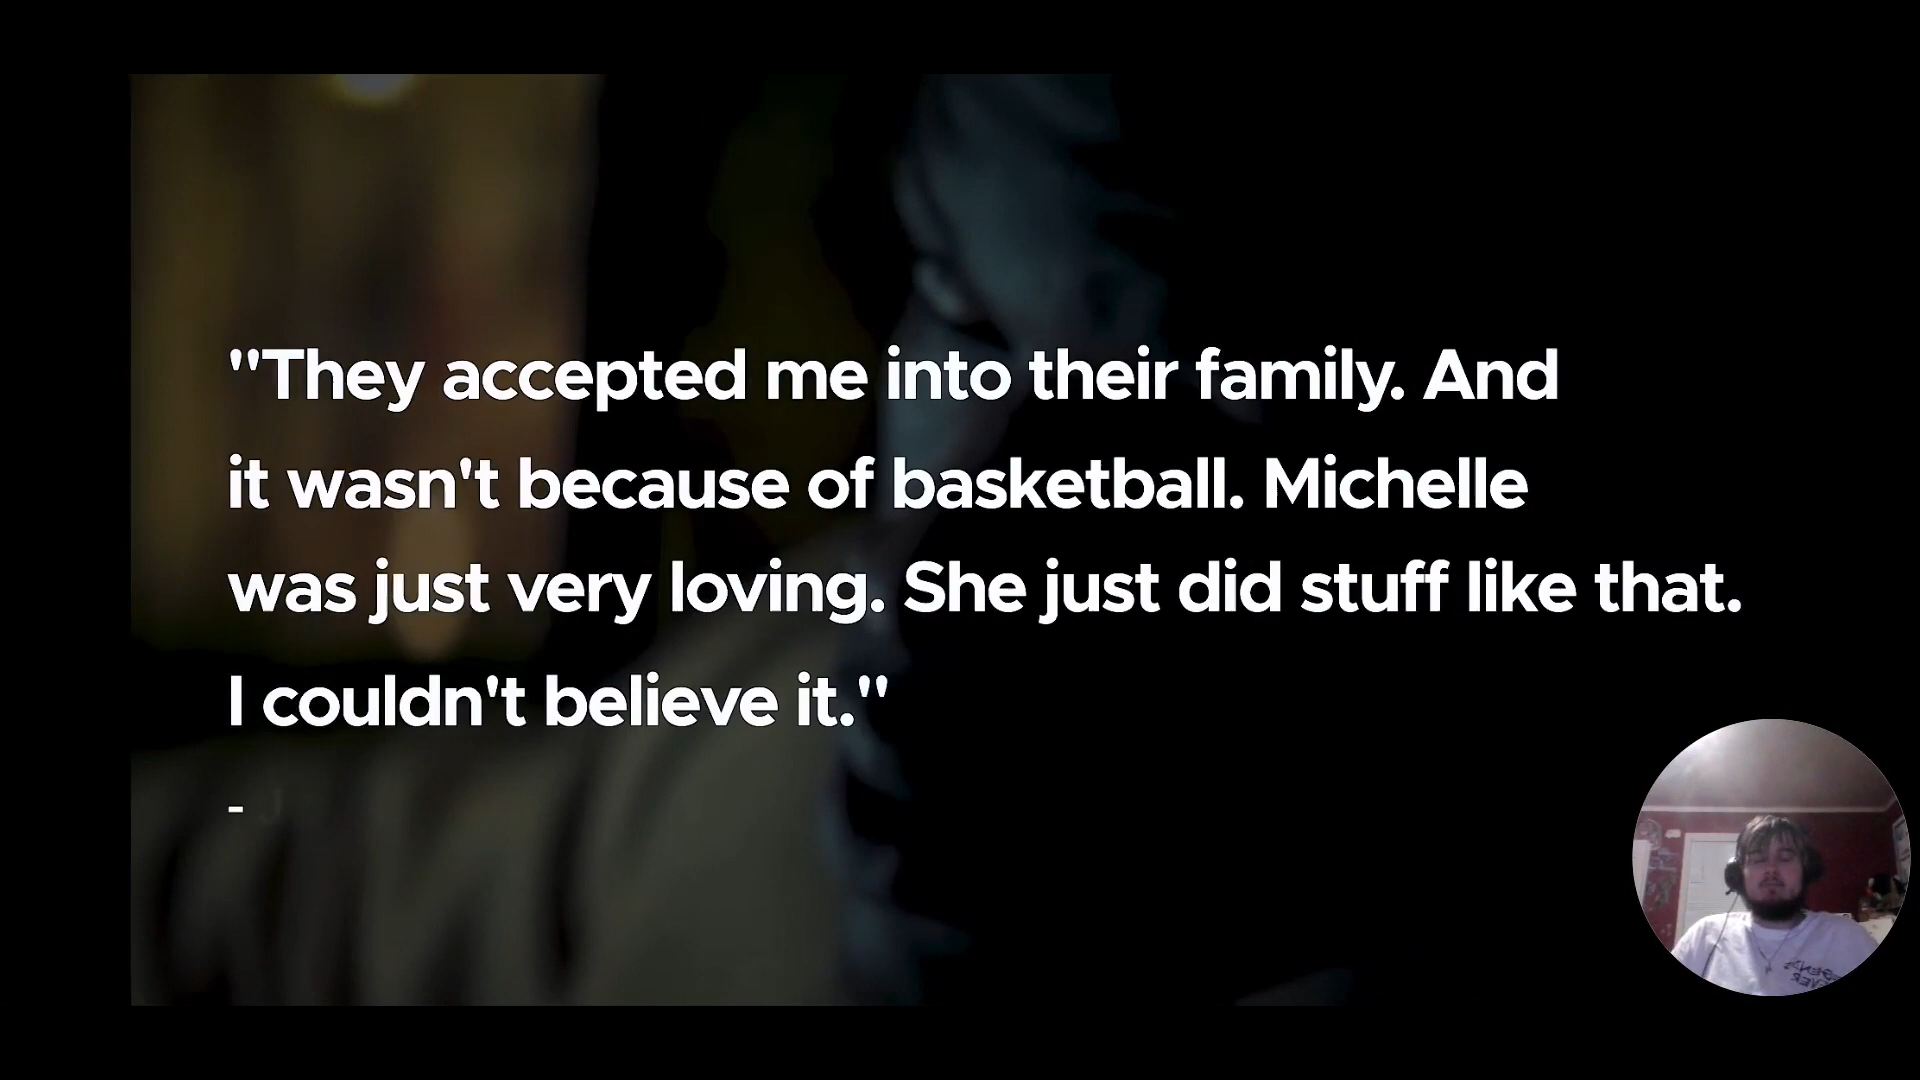 "They accepted me into their family. And
it wasn't because of basketball. Michelle
was just very loving. She just did stuff like that.
I couldn't believe it."
- J